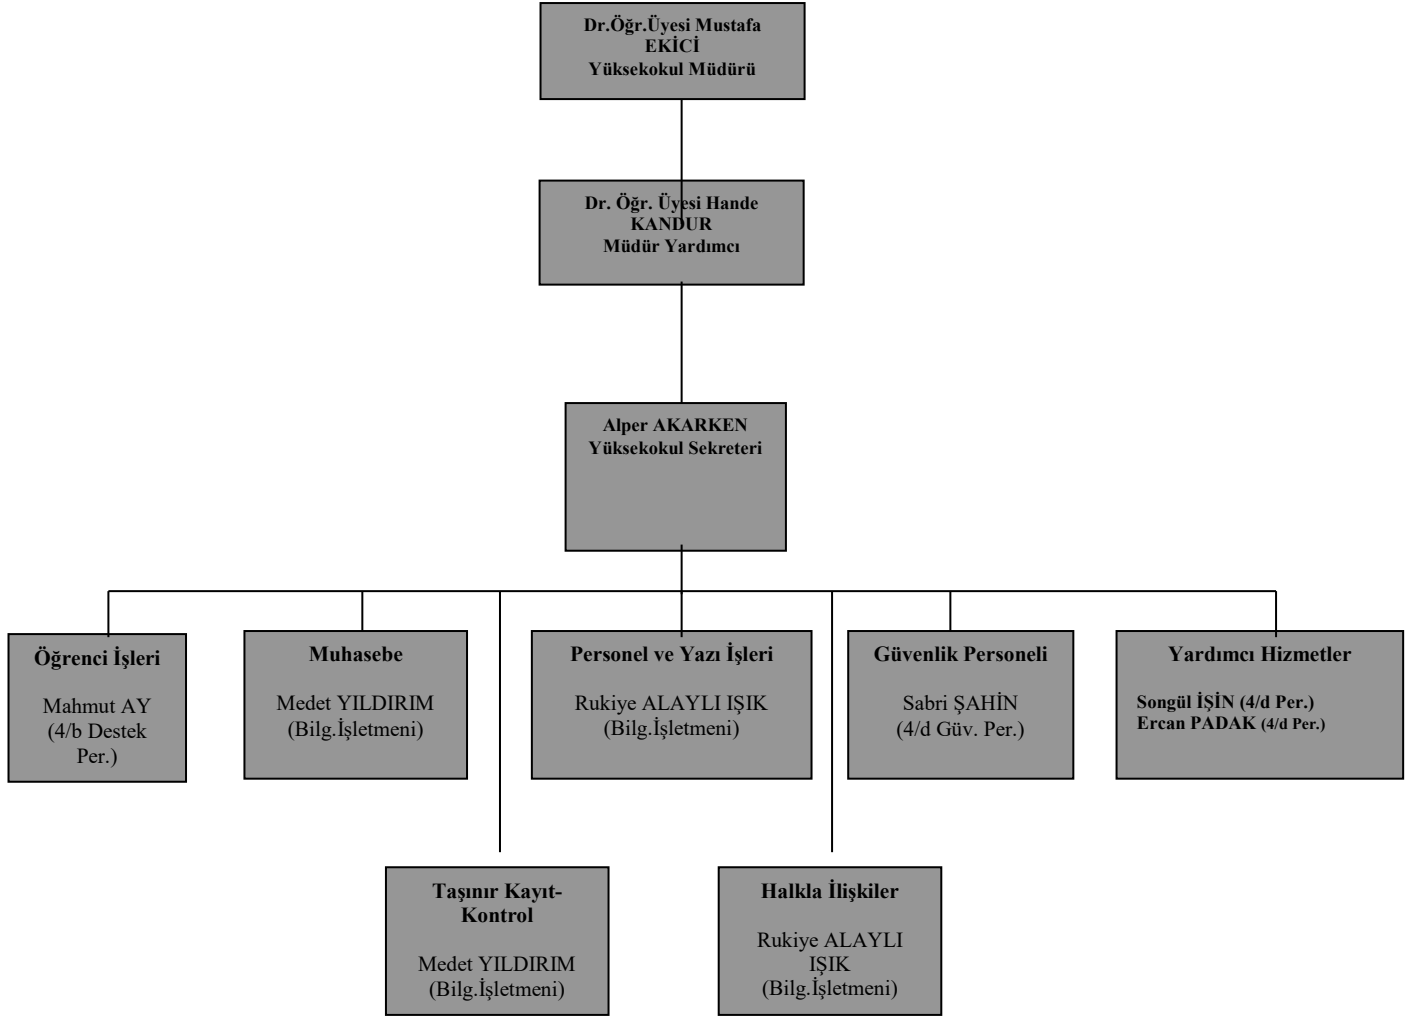 Dr.Öğr.Üyesi Mustafa
EKİCİ
Yüksekokul Müdürü
Dr. Öğr. Üyesi Hande
KANDUR
Müdür Yardımcı
Alper AKARKEN
Yüksekokul Sekreteri
Öğrenci İşleri
Mahmut AY
(4/b Destek
Per.)
Muhasebe
Medet YILDIRIM
(Bilg.İşletmeni)
Personel ve Yazı İşleri
Rukiye ALAYLI IŞIK
(Bilg.İşletmeni)
Güvenlik Personeli
Sabri ŞAHİN
(4/d Güv. Per.)
Yardımcı Hizmetler
Songül İŞİN (4/d Per.)
Ercan PADAK (4/d Per.)
Taşınır Kayıt-
Kontrol
Medet YILDIRIM
(Bilg.İşletmeni)
Halkla İlişkiler
Rukiye ALAYLI
IŞIK
(Bilg.İşletmeni)